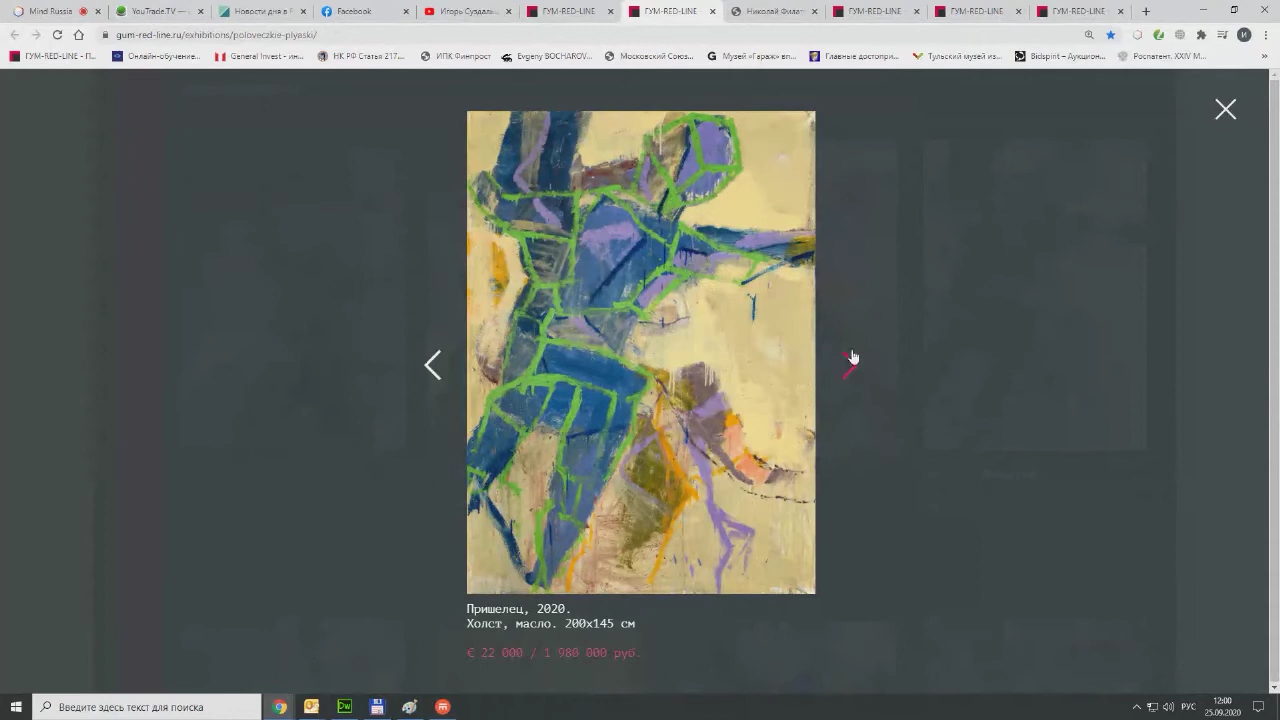 Mind Russia
YouTube.TV —
Новости дня в Р
Facebook
Игорь Суздаль
ГУМ-RED-LINE
ГУМ-RED-LINE
Николай Филат
ГУМ-RED-LINE
ГУМ-RED-LINE
ГУМ-RED-LINE
gum-red-line.ru/exhibitions/poloveczkie-plyaski/
ГУМ-RED-LINE - П...
Онлайн-обучение...
General Invest - ин...
НК РФ Статья 217...
ИПК Финпрост
Evgeny BOCHAROV...
Московский Союз...
Музей «Гараж» вп...
Главные достопри...
Тульский музей из...
Bidspirit – Аукцион...
Роспатент. XXIV М...
Пришелец, 2020.
Холст, масло. 200х145 см
€ 22 000 / 1 980 000 руб.
Введите здесь текст для поиска
РУС
12:00
25.09.2020